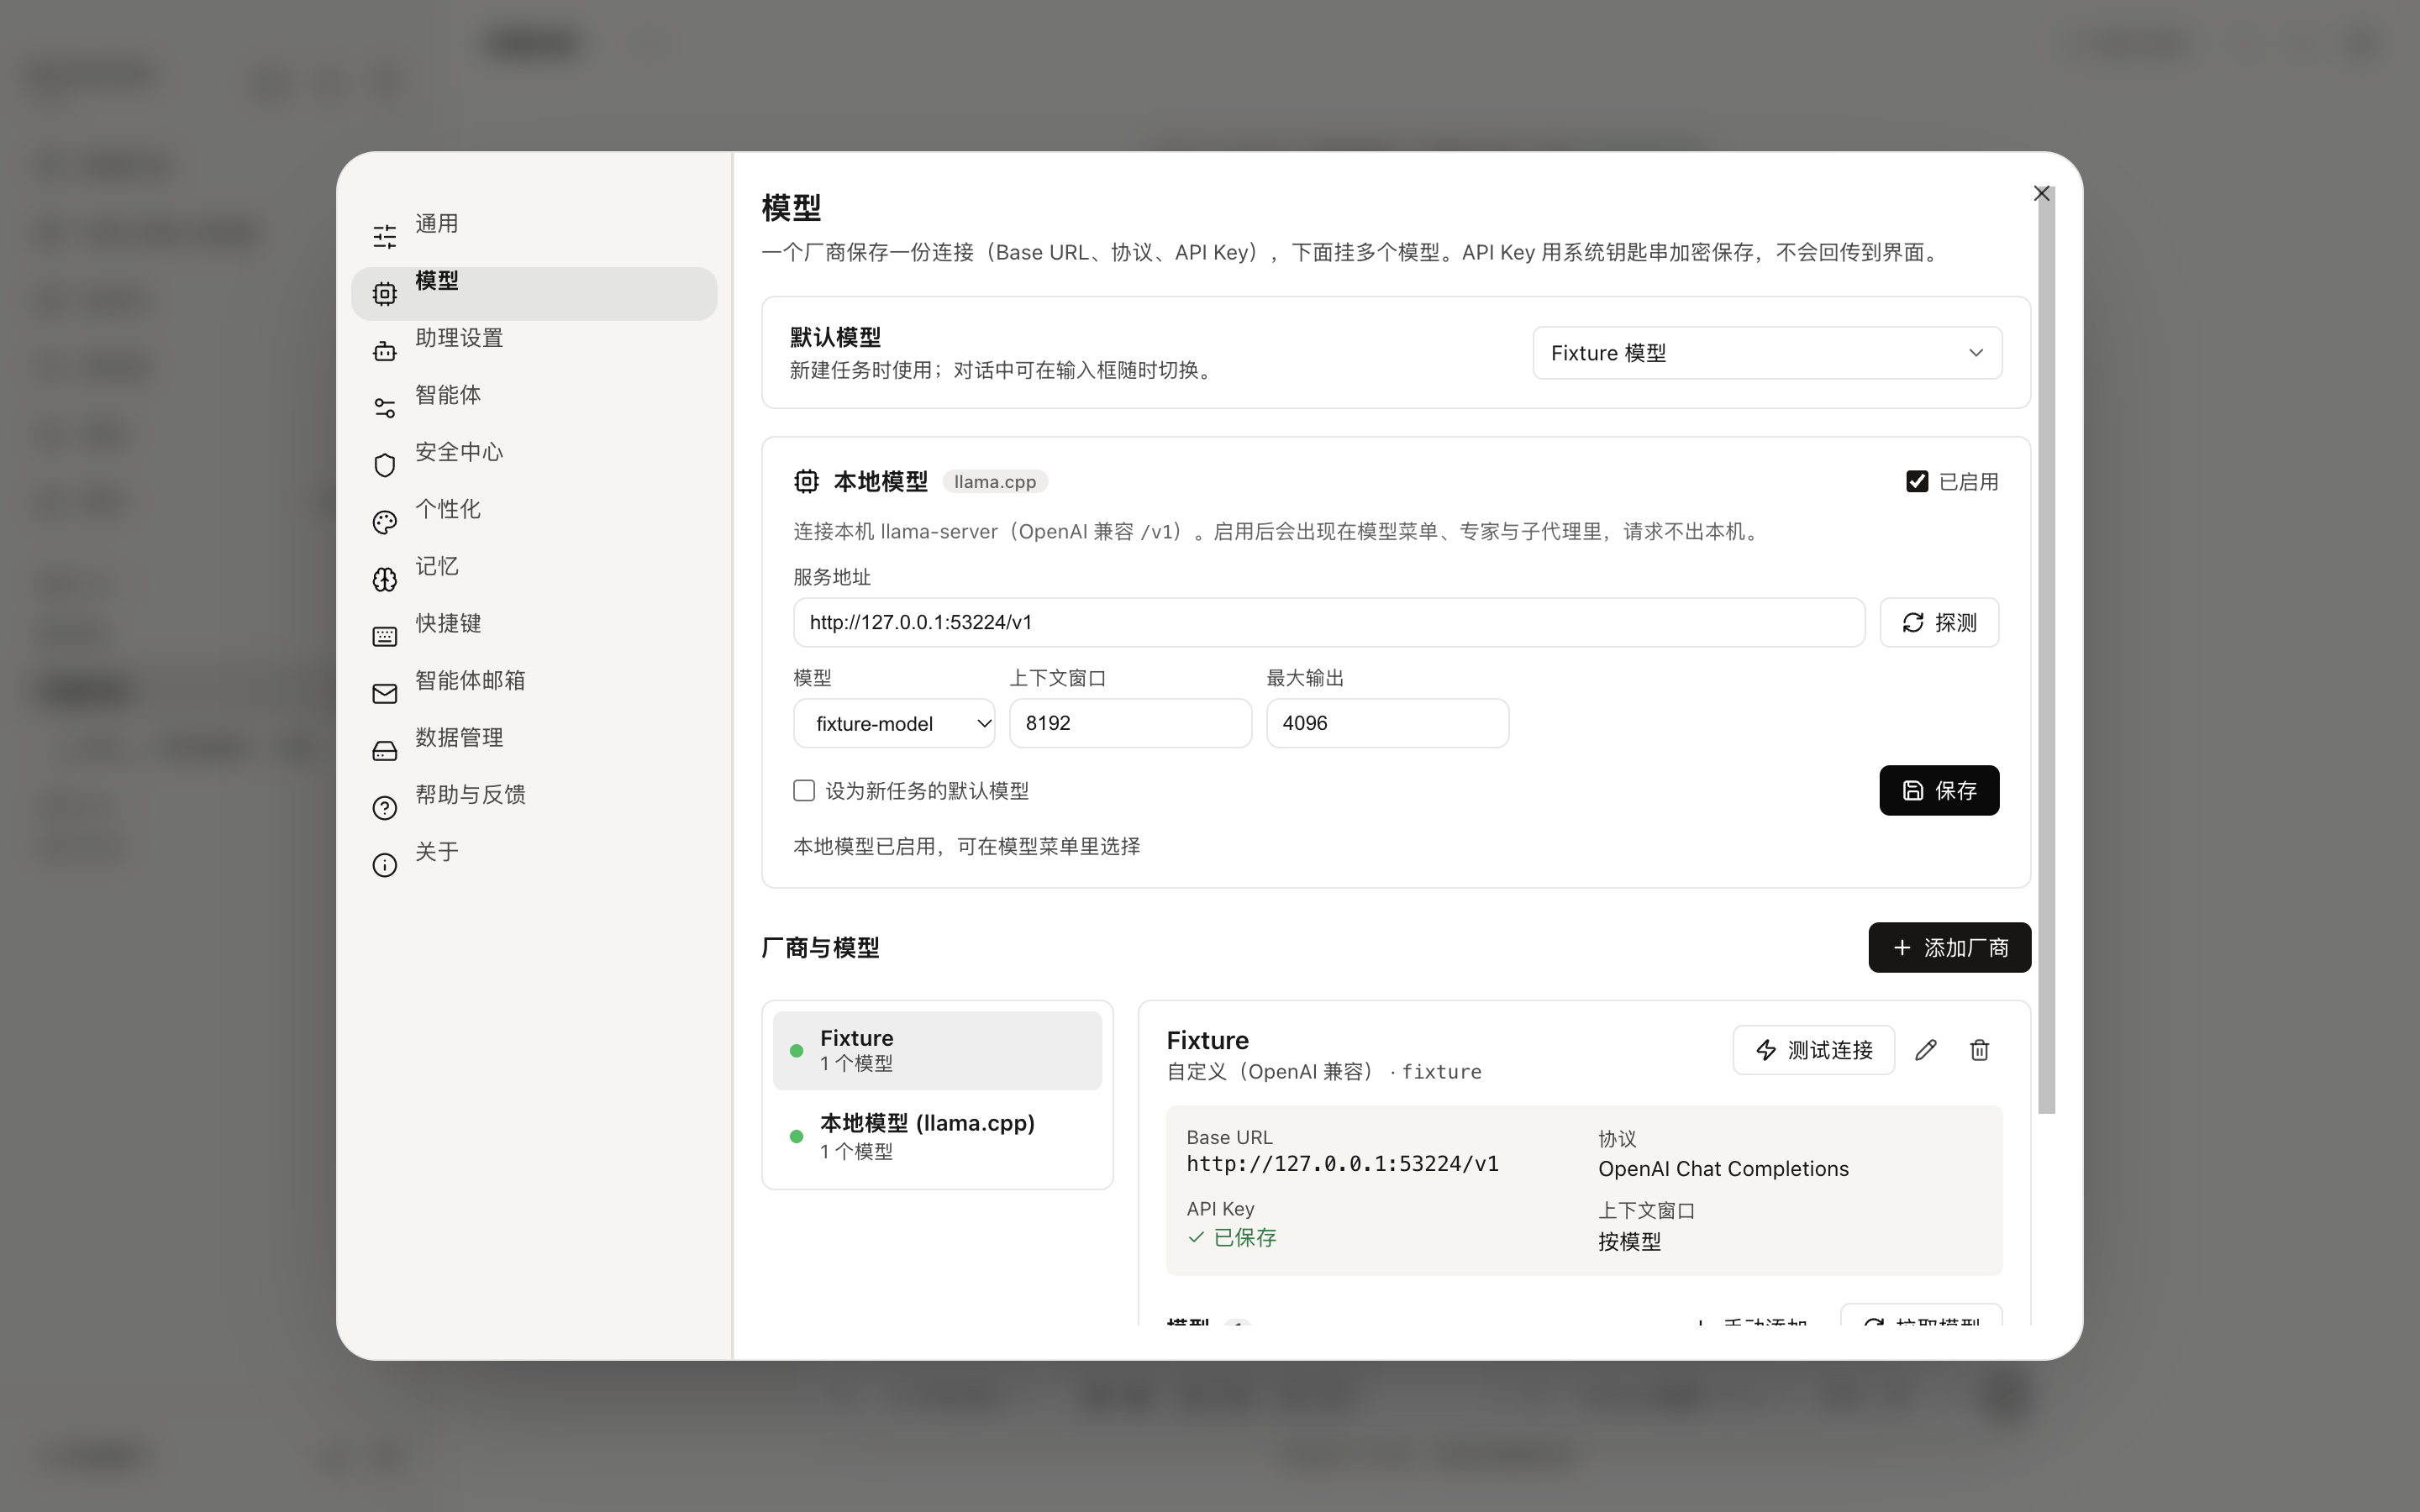 通用
模型
助理设置
智能体
安全中心
个性化
记忆
快捷键
智能体邮箱
数据管理
帮助与反馈
关于
模型
一个厂商保存一份连接（Base URL、协议、API Key），下面挂多个模型。API Key 用系统钥匙串加密保存，不会回传到界面。
默认模型
新建任务时使用；对话中可在输入框随时切换。
Fixture 模型
本地模型 llama.cpp
已启用
连接本机 llama-server（OpenAI 兼容 /v1）。启用后会出现在模型菜单、专家与子代理里，请求不出本机。
服务地址
http://127.0.0.1:53224/v1
探测
模型 上下文窗口 最大输出
fixture-model 8192 4096
设为新任务的默认模型
保存
本地模型已启用，可在模型菜单里选择
厂商与模型
添加厂商
Fixture
1 个模型
本地模型 (llama.cpp)
1 个模型
Fixture
自定义（OpenAI 兼容） · fixture
测试连接
Base URL
http://127.0.0.1:53224/v1
协议
OpenAI Chat Completions
API Key
已保存
上下文窗口
按模型
模型
手动添加
拉取模型